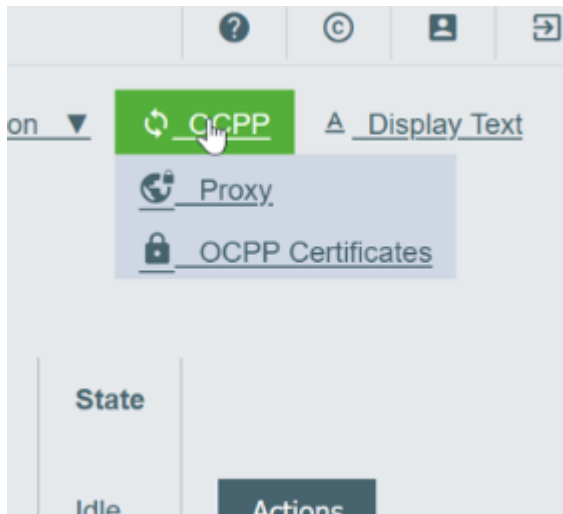 on ▼ OCPP Display Text
Proxy
OCPP Certificates
State
Idle Actions